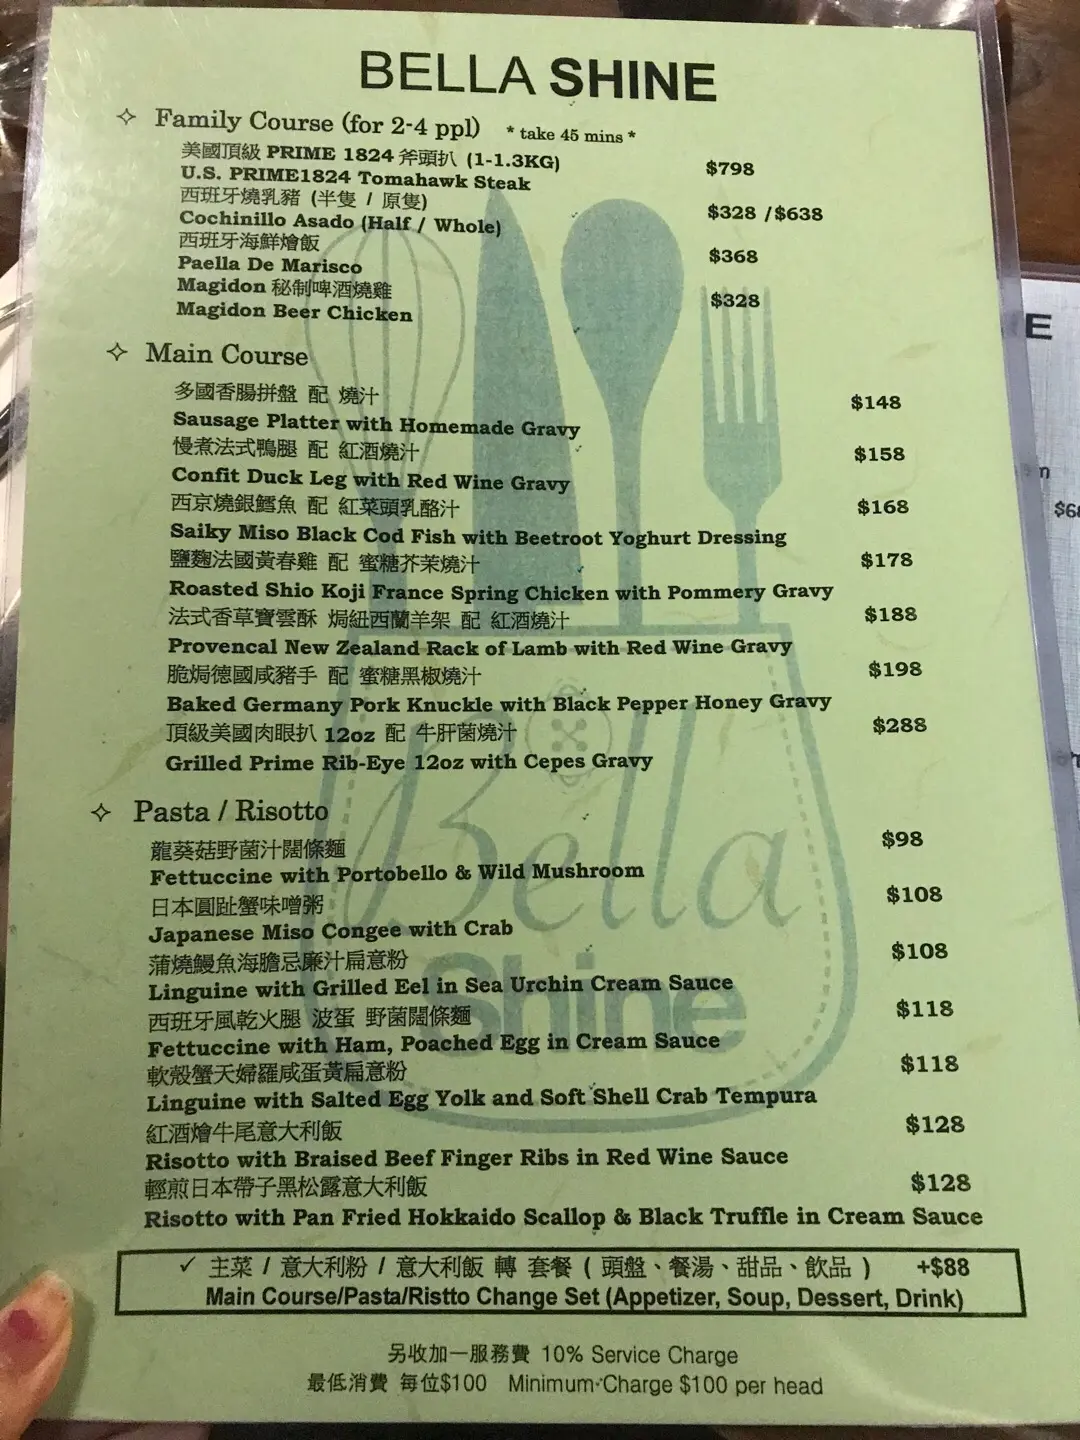 BELLA SHINE
✧ Family Course (for 2-4 ppl) * take 45 mins *
美國頂級 PRIME 1824 斧頭扒 (1-1.3KG)
U.S. PRIME1824 Tomahawk Steak $798
西班牙燒乳豬 (半隻 / 原隻)
Cochinillo Asado (Half / Whole) $328 /$638
西班牙海鮮燴飯
Paella De Marisco $368
Magidon 秘制啤酒燒雞
Magidon Beer Chicken $328
✧ Main Course
多國香腸拼盤 配 燒汁 $148
Sausage Platter with Homemade Gravy
慢煮法式鴨腿 配 紅酒燒汁 $158
Confit Duck Leg with Red Wine Gravy
西京燒銀鱈魚 配 紅菜頭乳酪汁 $168
Saiky Miso Black Cod Fish with Beetroot Yoghurt Dressing
鹽麴法國黃春雞 配 蜜糖芥茉燒汁 $178
Roasted Shio Koji France Spring Chicken with Pommery Gravy
法式香草寶雲酥 焗紐西蘭羊架 配 紅酒燒汁 $188
Provencal New Zealand Rack of Lamb with Red Wine Gravy
脆焗德國咸豬手 配 蜜糖黑椒燒汁 $198
Baked Germany Pork Knuckle with Black Pepper Honey Gravy
頂級美國肉眼扒 12oz 配 牛肝菌燒汁 $288
Grilled Prime Rib-Eye 12oz with Cepes Gravy
✧ Pasta / Risotto
龍葵菇野菌汁闊條麵 $98
Fettuccine with Portobello & Wild Mushroom
日本圓趾蟹味噌粥 $108
Japanese Miso Congee with Crab
蒲燒鰻魚海膽忌廉汁扁意粉 $108
Linguine with Grilled Eel in Sea Urchin Cream Sauce
西班牙風乾火腿 波蛋 野菌闊條麵 $118
Fettuccine with Ham, Poached Egg in Cream Sauce
軟殼蟹天婦羅咸蛋黃扁意粉 $118
Linguine with Salted Egg Yolk and Soft Shell Crab Tempura
紅酒燴牛尾意大利飯 $128
Risotto with Braised Beef Finger Ribs in Red Wine Sauce
輕煎日本帶子黑松露意大利飯 $128
Risotto with Pan Fried Hokkaido Scallop & Black Truffle in Cream Sauce
✓ 主菜 / 意大利粉 / 意大利飯 轉 套餐 ( 頭盤、餐湯、甜品、飲品 ) +$88
Main Course/Pasta/Ristto Change Set (Appetizer, Soup, Dessert, Drink)
另收加一服務費 10% Service Charge
最低消費 每位$100 Minimum Charge $100 per head
Bella
Shine
E